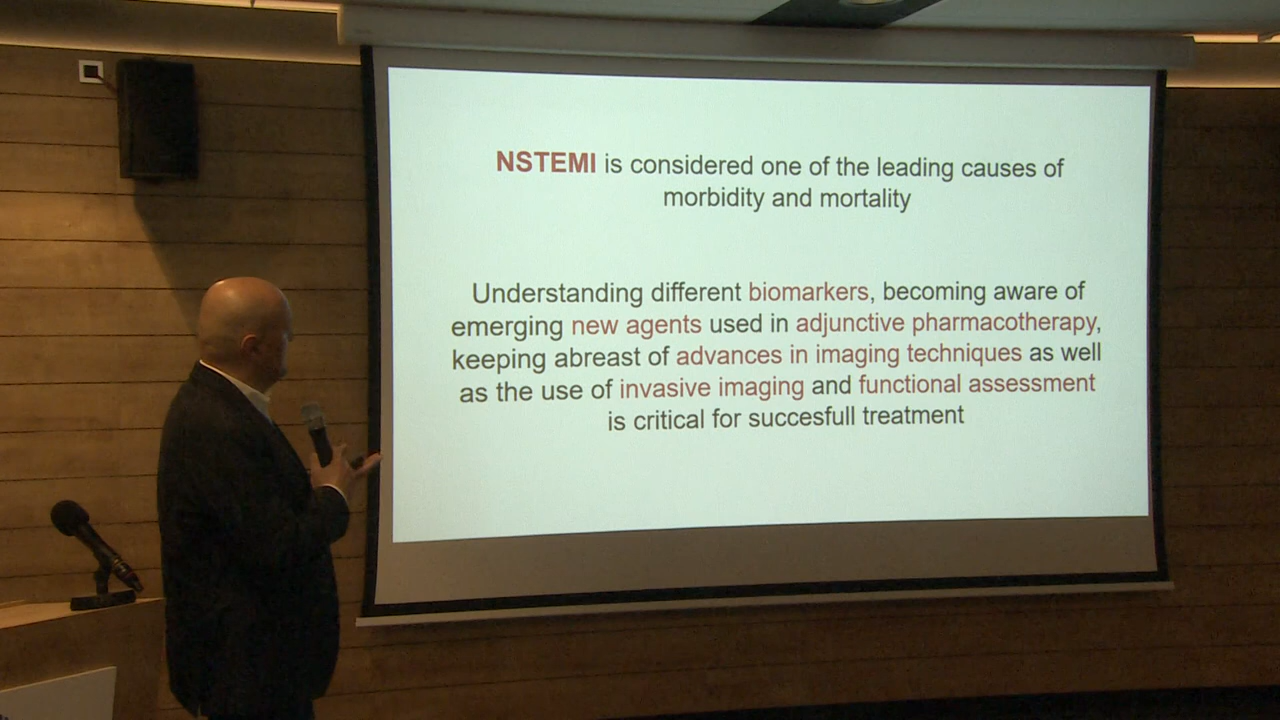 NSTEMI is considered one of the leading causes of
morbidity and mortality
Understanding different biomarkers, becoming aware of
emerging new agents used in adjunctive pharmacotherapy,
keeping abreast of advances in imaging techniques as well
as the use of invasive imaging and functional assessment
is critical for succesfull treatment